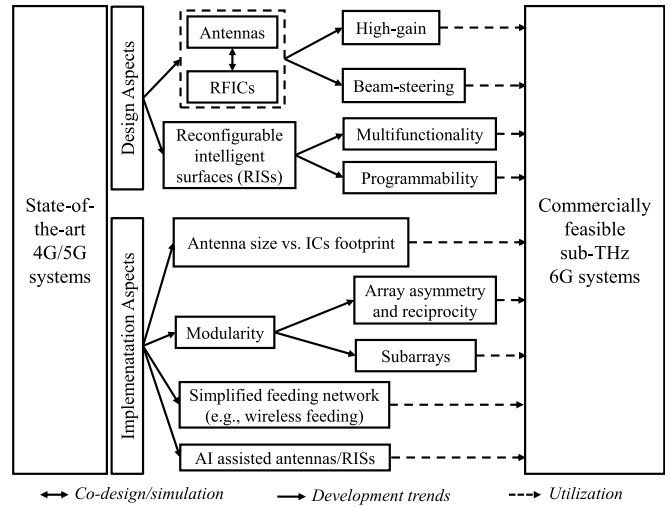 State-of-
the-art
4G/5G
systems
Design Aspects
Antennas
RFICs
High-gain
Beam-steering
Reconfigurable
intelligent
surfaces (RISs)
Multifunctionality
Programmability
Implemenatation Aspects
Antenna size vs. ICs footprint
Modularity
Array asymmetry
and reciprocity
Subarrays
Simplified feeding network
(e.g., wireless feeding)
AI assisted antennas/RISs
Commercially
feasible
sub-THz
6G systems
Co-design/simulation
Development trends
Utilization